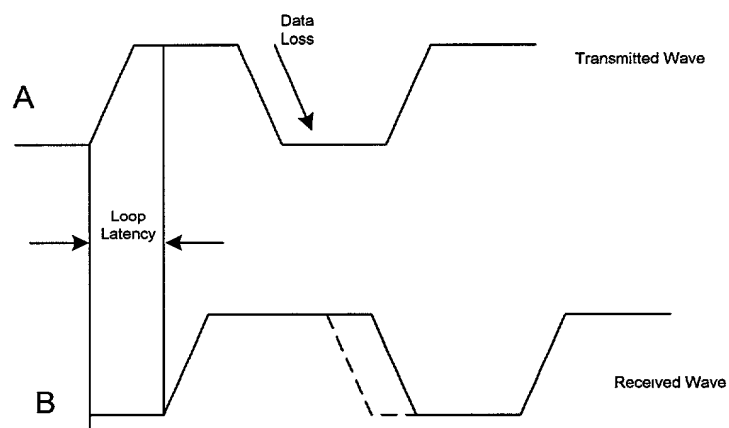 Data
Loss
Transmitted Wave
A
Loop
Latency
B
Received Wave